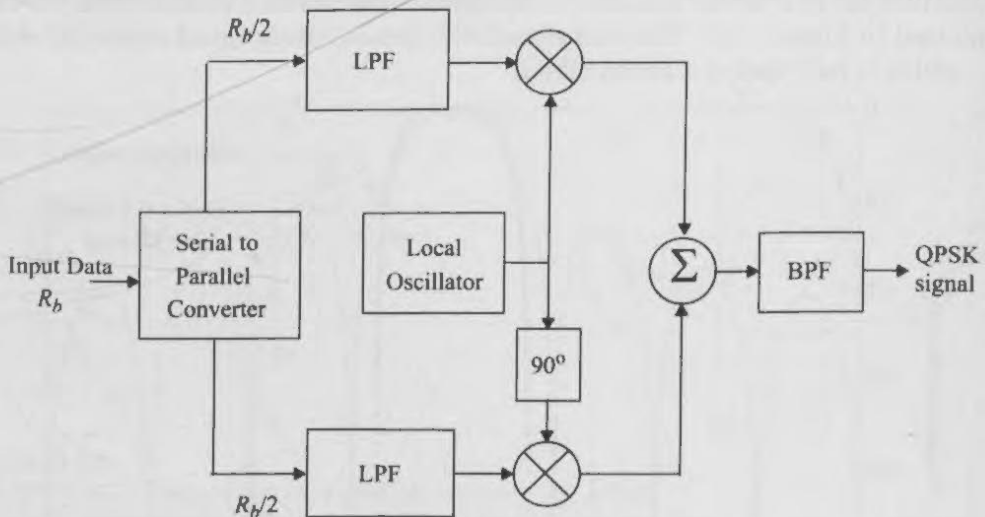 R_b/2
LPF
Input Data
R_b
Serial to
Parallel
Converter
Local
Oscillator
90°
Σ
BPF
QPSK
signal
LPF
R_b/2